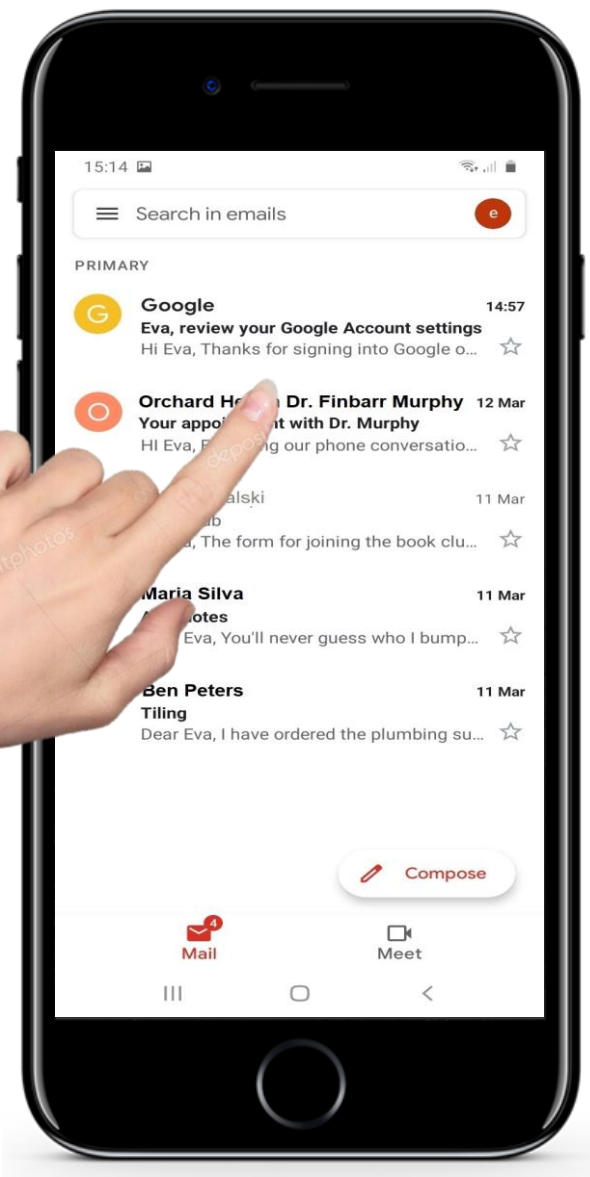 15:14
Search in emails
e
PRIMARY
G
Google 14:57
Eva, review your Google Account settings
Hi Eva, Thanks for signing into Google o...
O
Orchard Dr. Finbarr Murphy 12 Mar
Your with Dr. Murphy
HI Eva, our phone conversatio...
11 Mar
The form for joining the book clu...
Maria Silva 11 Mar
Eva, You'll never guess who I bump...
Ben Peters 11 Mar
Tiling
Dear Eva, I have ordered the plumbing su...
Compose
4
Mail
Meet